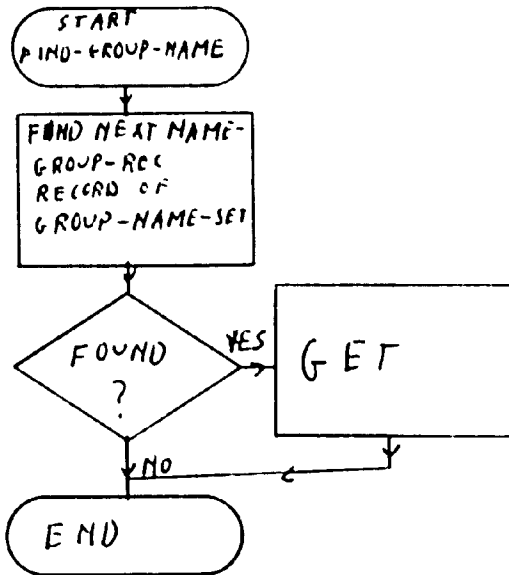 START
FIND-GROUP-NAME
FIND NEXT NAME-
GROUP-REC
RECORD OF
GROUP-NAME-SET
FOUND
?
YES
GET
NO
END